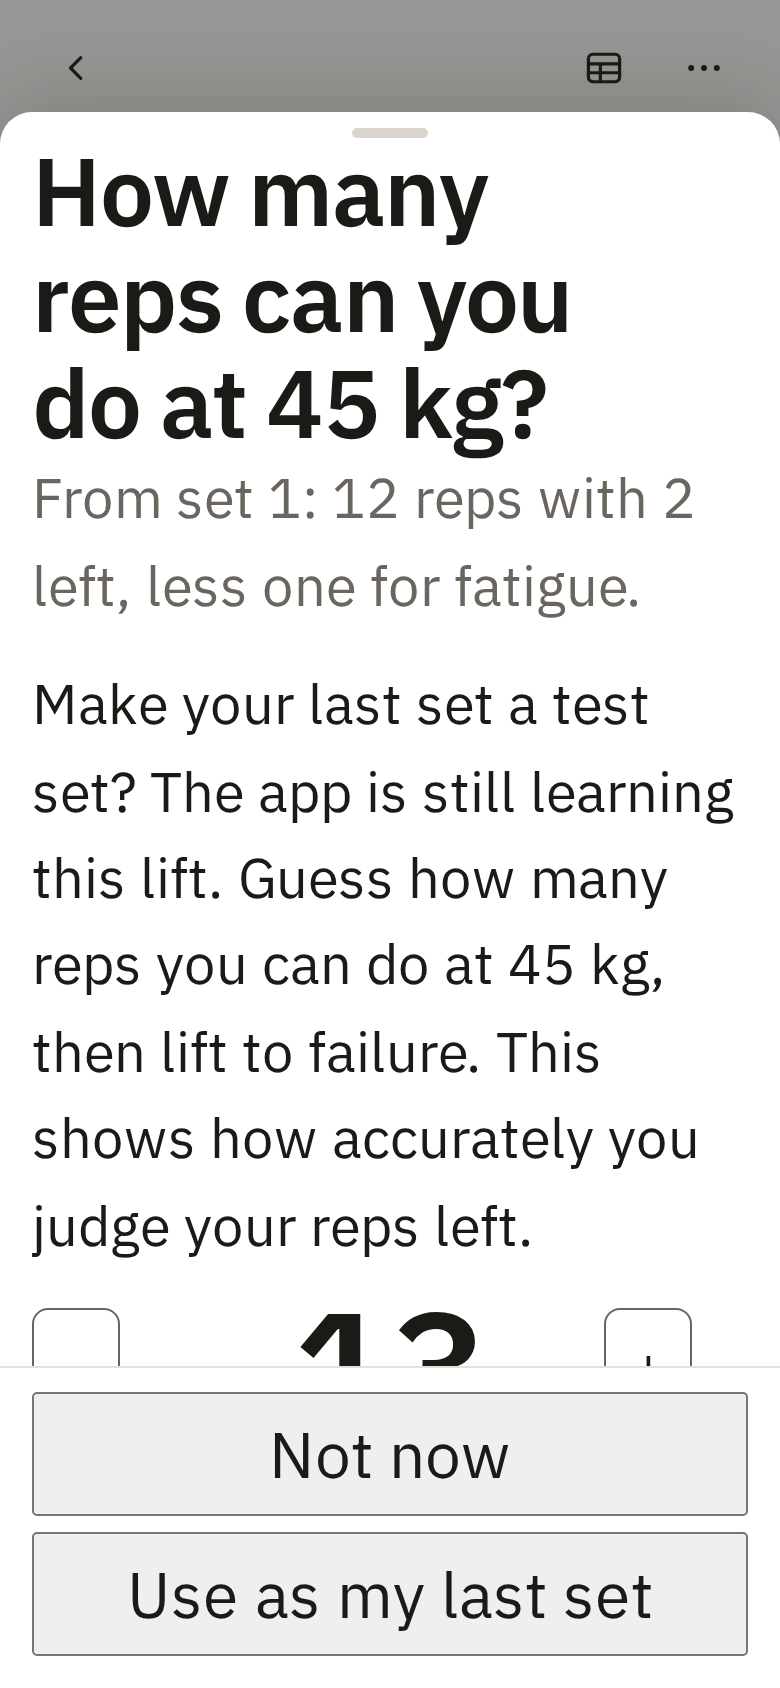 How many
reps can you
do at 45 kg?
From set 1: 12 reps with 2
left, less one for fatigue.
Make your last set a test
set? The app is still learning
this lift. Guess how many
reps you can do at 45 kg,
then lift to failure. This
shows how accurately you
judge your reps left.
13
Not now
Use as my last set